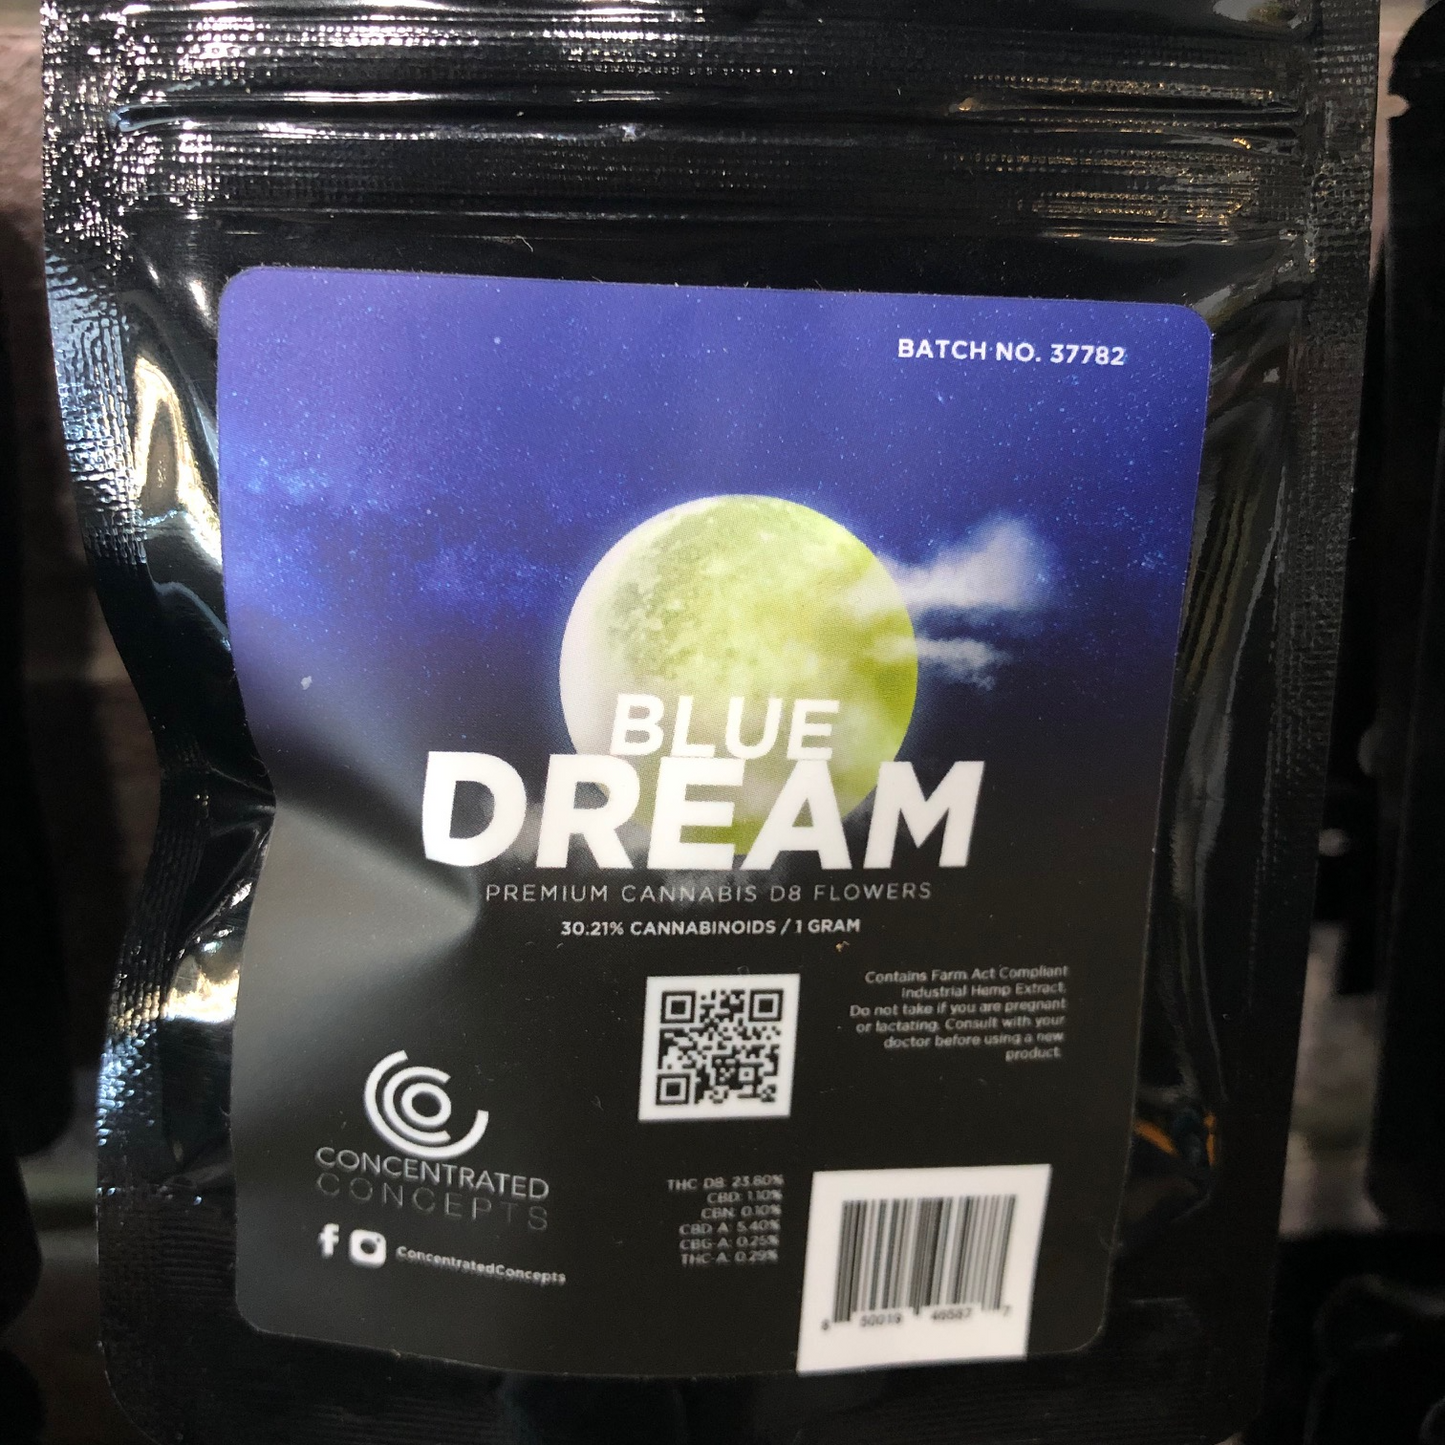 BATCH NO. 37782
BLUE
DREAM
PREMIUM CANNABIS D8 FLOWERS
30.21% CANNABINOIDS / 1 GRAM
Contains Farm Act Compliant
Industrial Hemp Extract.
Do not take if you are pregnant
or lactating. Consult with your
doctor before using a new
product.
CONCENTRATED
CONCEPTS
ConcentratedConcepts
THC D8: 23.60%
CBD: 1.10%
CBN: 0.10%
CBD-A: 5.40%
CBG-A: 0.25%
THC-A: 0.29%